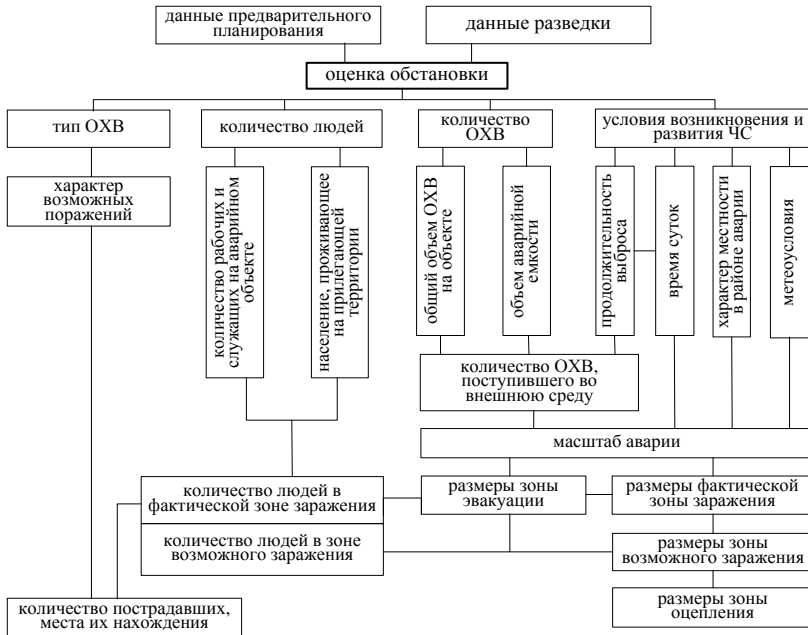 данные предварительного
планирования
данные разведки
оценка обстановки
тип ОХВ
количество людей
количество
ОХВ
условия возникновения и
развития ЧС
характер
возможных
поражений
количество рабочих и
служащих на аварийном
объекте
население, проживающее
на прилегающей
территории
общий объем ОХВ
на объекте
объем аварийной
емкости
продолжительность
выброса
время суток
характер местности
в районе аварии
метеоусловия
количество ОХВ,
поступившего во
внешнюю среду
масштаб аварии
количество людей в
фактической зоне заражения
размеры зоны
эвакуации
размеры фактической
зоны заражения
количество людей в зоне
возможного заражения
размеры зоны
возможного заражения
количество пострадавших,
места их нахождения
размеры зоны
оцепления